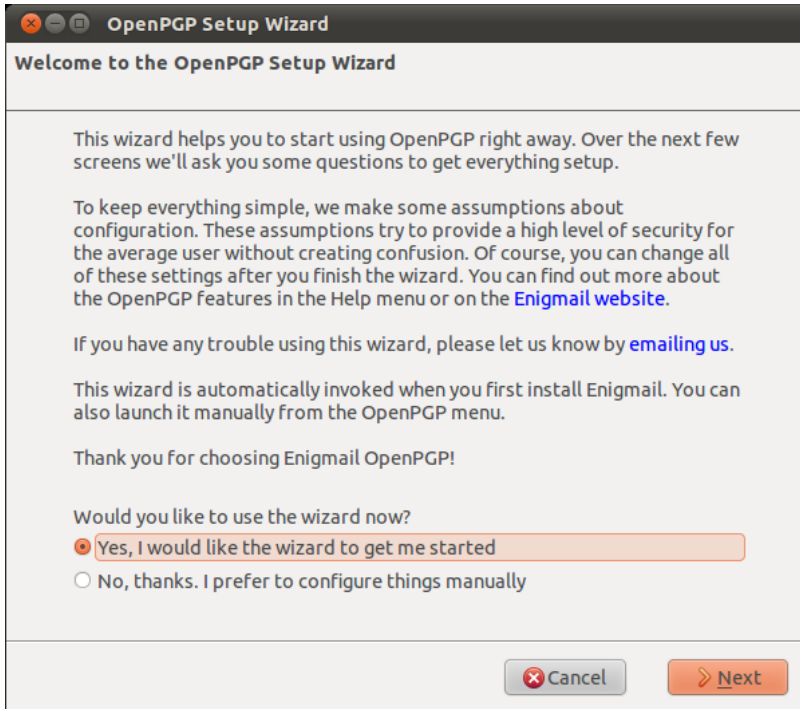 OpenPGP Setup Wizard
Welcome to the OpenPGP Setup Wizard
This wizard helps you to start using OpenPGP right away. Over the next few
screens we'll ask you some questions to get everything setup.
To keep everything simple, we make some assumptions about
configuration. These assumptions try to provide a high level of security for
the average user without creating confusion. Of course, you can change all
of these settings after you finish the wizard. You can find out more about
the OpenPGP features in the Help menu or on the Enigmail website.
If you have any trouble using this wizard, please let us know by emailing us.
This wizard is automatically invoked when you first install Enigmail. You can
also launch it manually from the OpenPGP menu.
Thank you for choosing Enigmail OpenPGP!
Would you like to use the wizard now?
Yes, I would like the wizard to get me started
No, thanks. I prefer to configure things manually
Cancel
Next